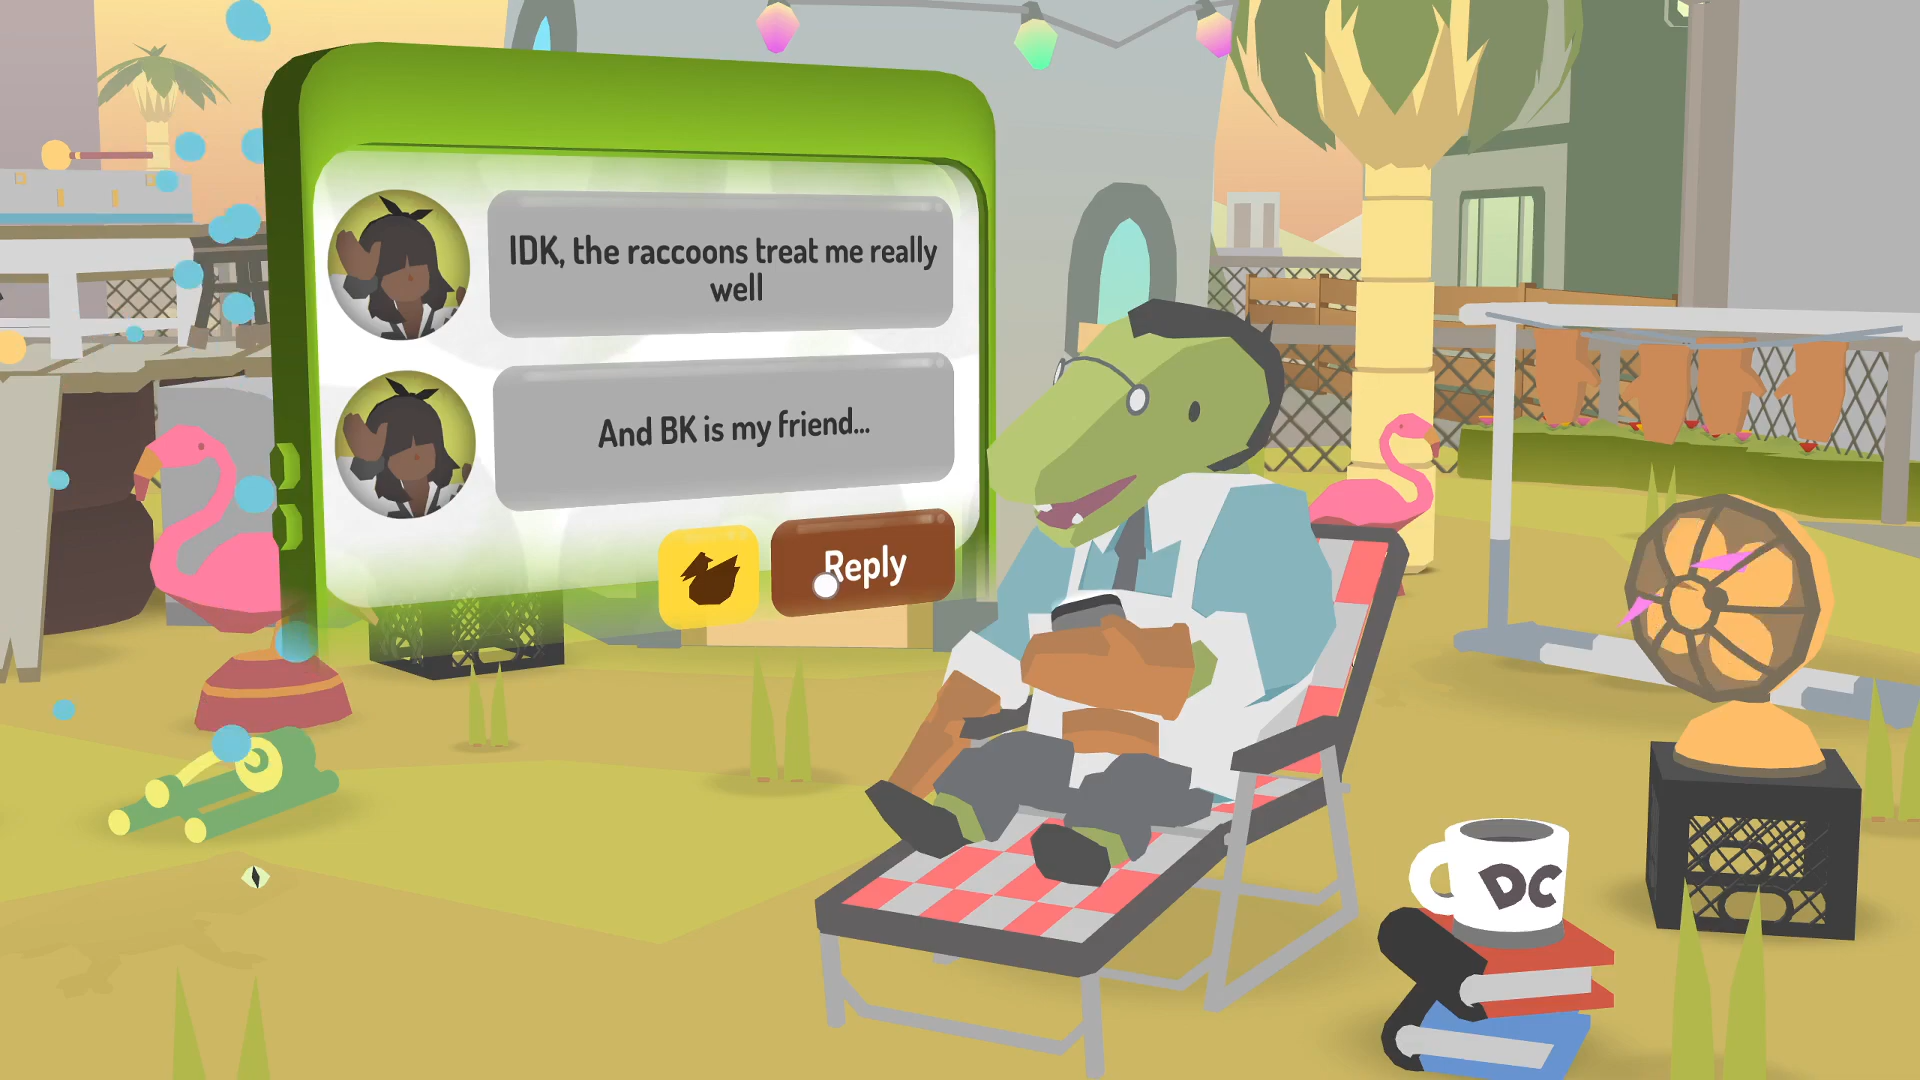 IDK, the raccoons treat me really
well
And BK is my friend...
Reply
DC